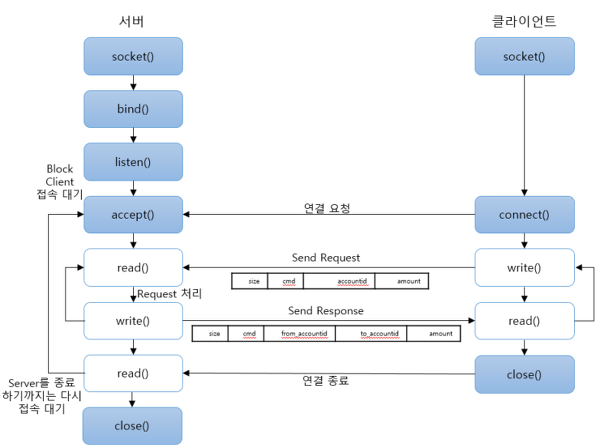 서버
클라이언트
socket()
socket()
bind()
listen()
Block
Client
접속 대기
accept()
연결 요청
connect()
read()
Send Request
write()
size cmd accountid amount
Request 처리
write()
Send Response
read()
size cmd from_accountid to_accountid amount
read()
연결 종료
close()
Server를 종료
하기까지는 다시
접속 대기
close()